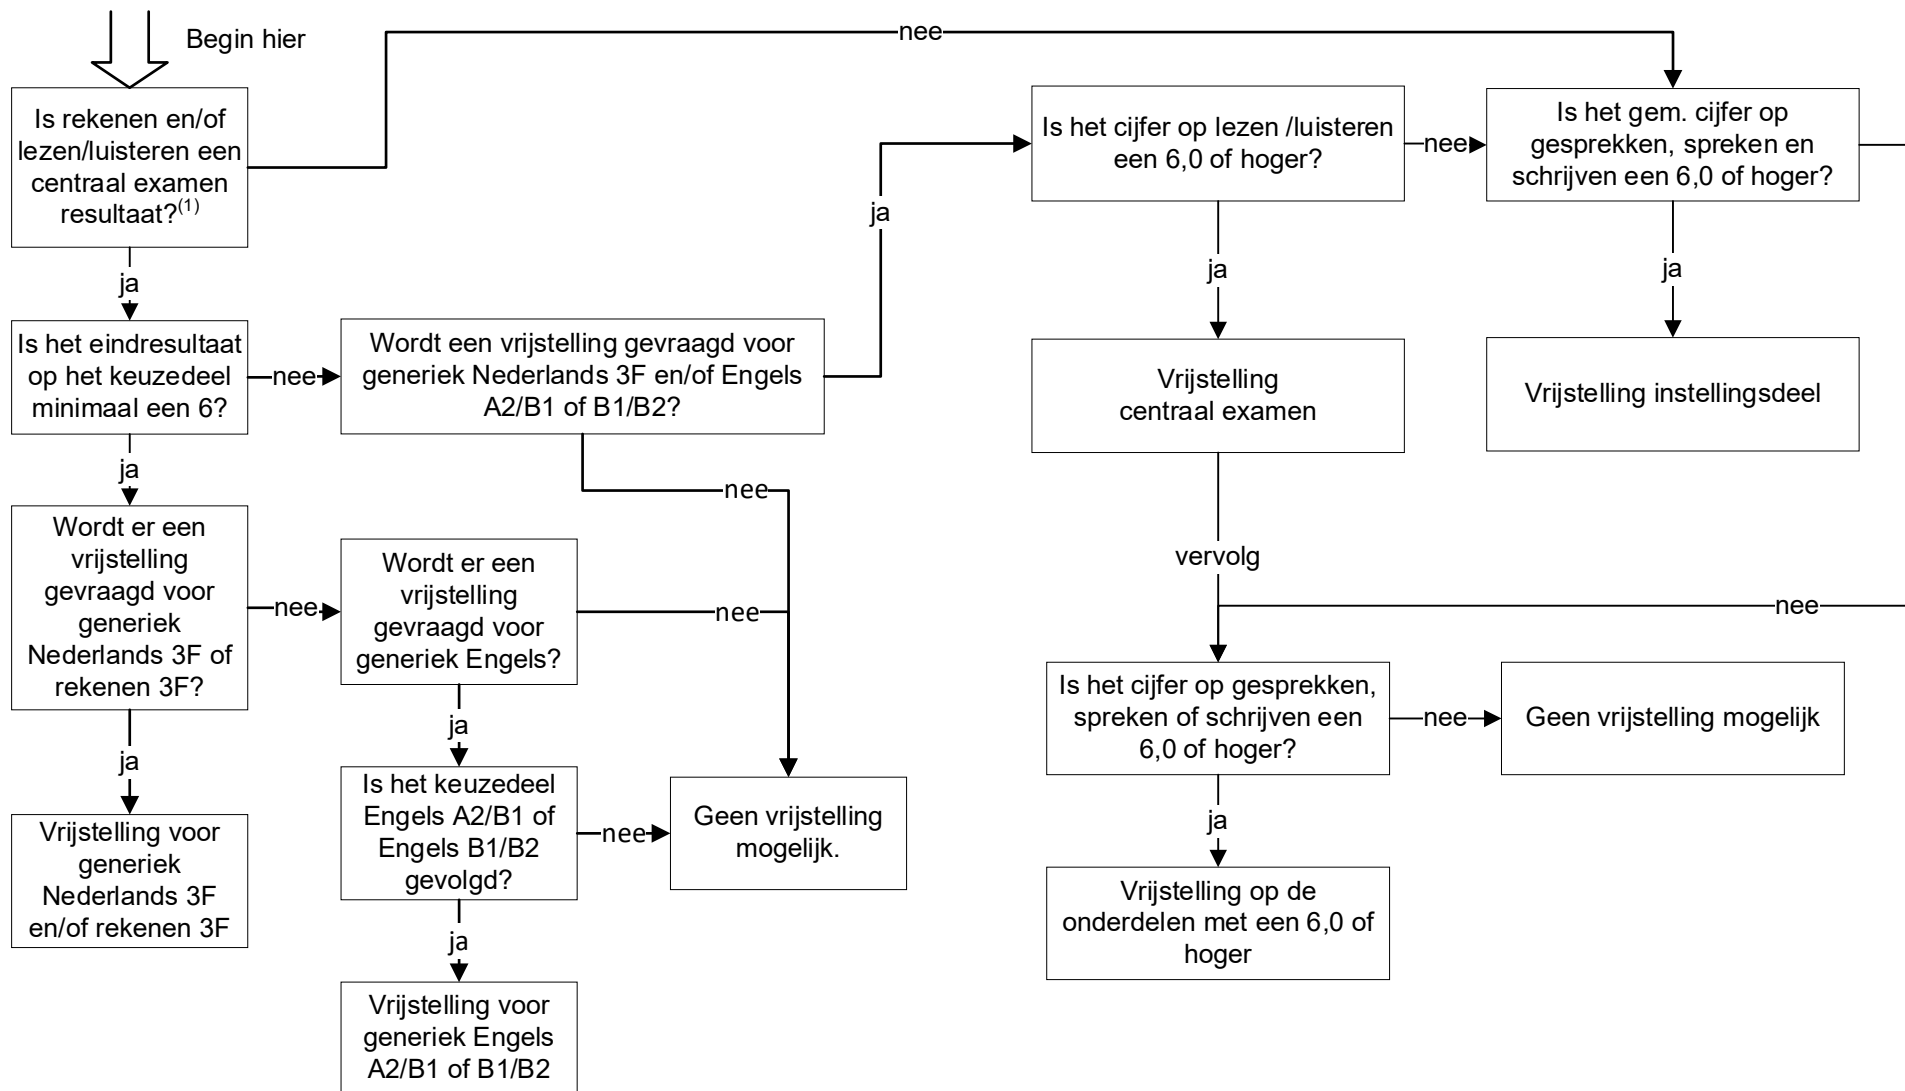 Begin hier
nee
Is rekenen en/of
lezen/luisteren een
centraal examen
resultaat?(1)
Is het cijfer op lezen /luisteren
een 6,0 of hoger?
nee
Is het gem. cijfer op
gesprekken, spreken en
schrijven een 6,0 of hoger?
ja
ja
ja
ja
Is het eindresultaat
op het keuzedeel
minimaal een 6?
nee
Wordt een vrijstelling gevraagd voor
generiek Nederlands 3F en/of Engels
A2/B1 of B1/B2?
Vrijstelling
centraal examen
Vrijstelling instellingsdeel
ja
nee
Wordt er een
vrijstelling
gevraagd voor
generiek
Nederlands 3F of
rekenen 3F?
nee
Wordt er een
vrijstelling
gevraagd voor
generiek Engels?
nee
vervolg
nee
ja
ja
Is het cijfer op gesprekken,
spreken of schrijven een
6,0 of hoger?
nee
Geen vrijstelling mogelijk
Vrijstelling voor
generiek
Nederlands 3F
en/of rekenen 3F
Is het keuzedeel
Engels A2/B1 of
Engels B1/B2
gevolgd?
nee
Geen vrijstelling
mogelijk.
ja
Vrijstelling op de
onderdelen met een 6,0 of
hoger
ja
Vrijstelling voor
generiek Engels
A2/B1 of B1/B2